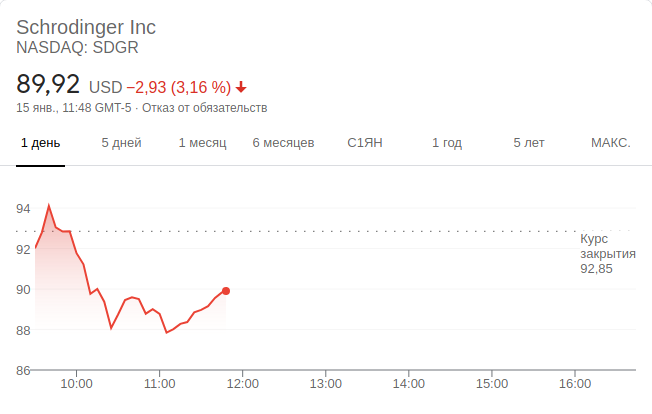 Schrodinger Inc
NASDAQ: SDGR
89,92 USD −2,93 (3,16 %)
15 янв., 11:48 GMT-5 · Отказ от обязательств
1 день 5 дней 1 месяц 6 месяцев С1ЯН 1 год 5 лет МАКС.
94
92
90
88
86
Курс
закрытия
92,85
10:00 11:00 12:00 13:00 14:00 15:00 16:00